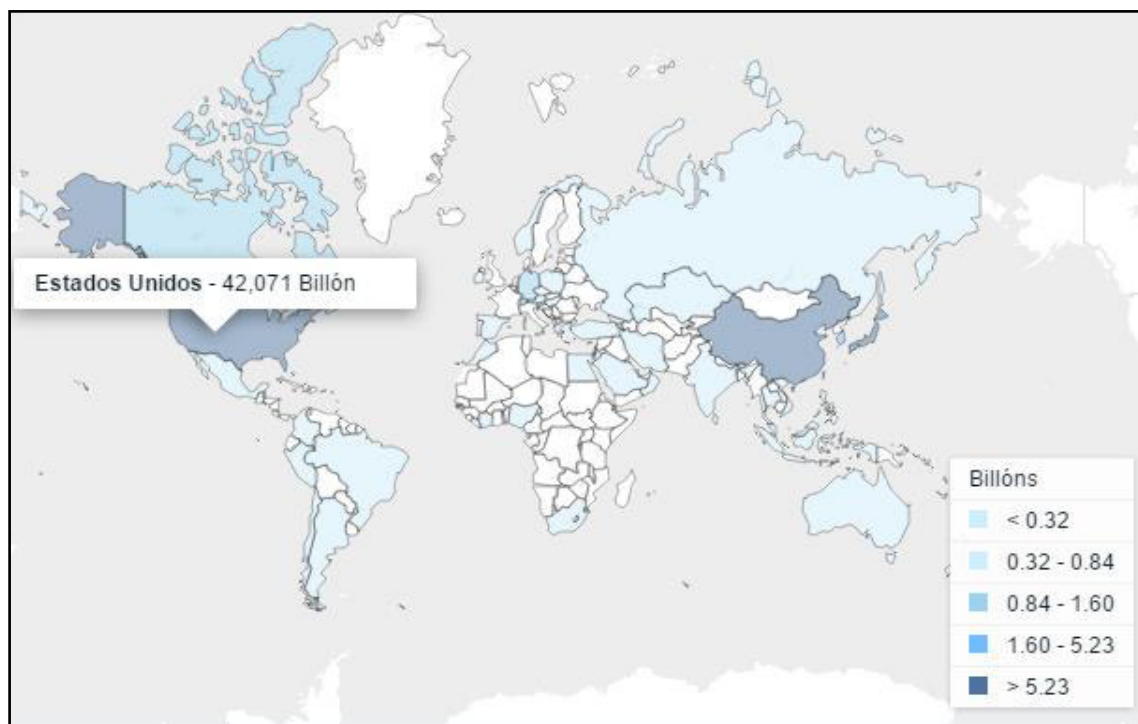 Estados Unidos - 42,071 Billón
Billóns
< 0.32
0.32 - 0.84
0.84 - 1.60
1.60 - 5.23
> 5.23